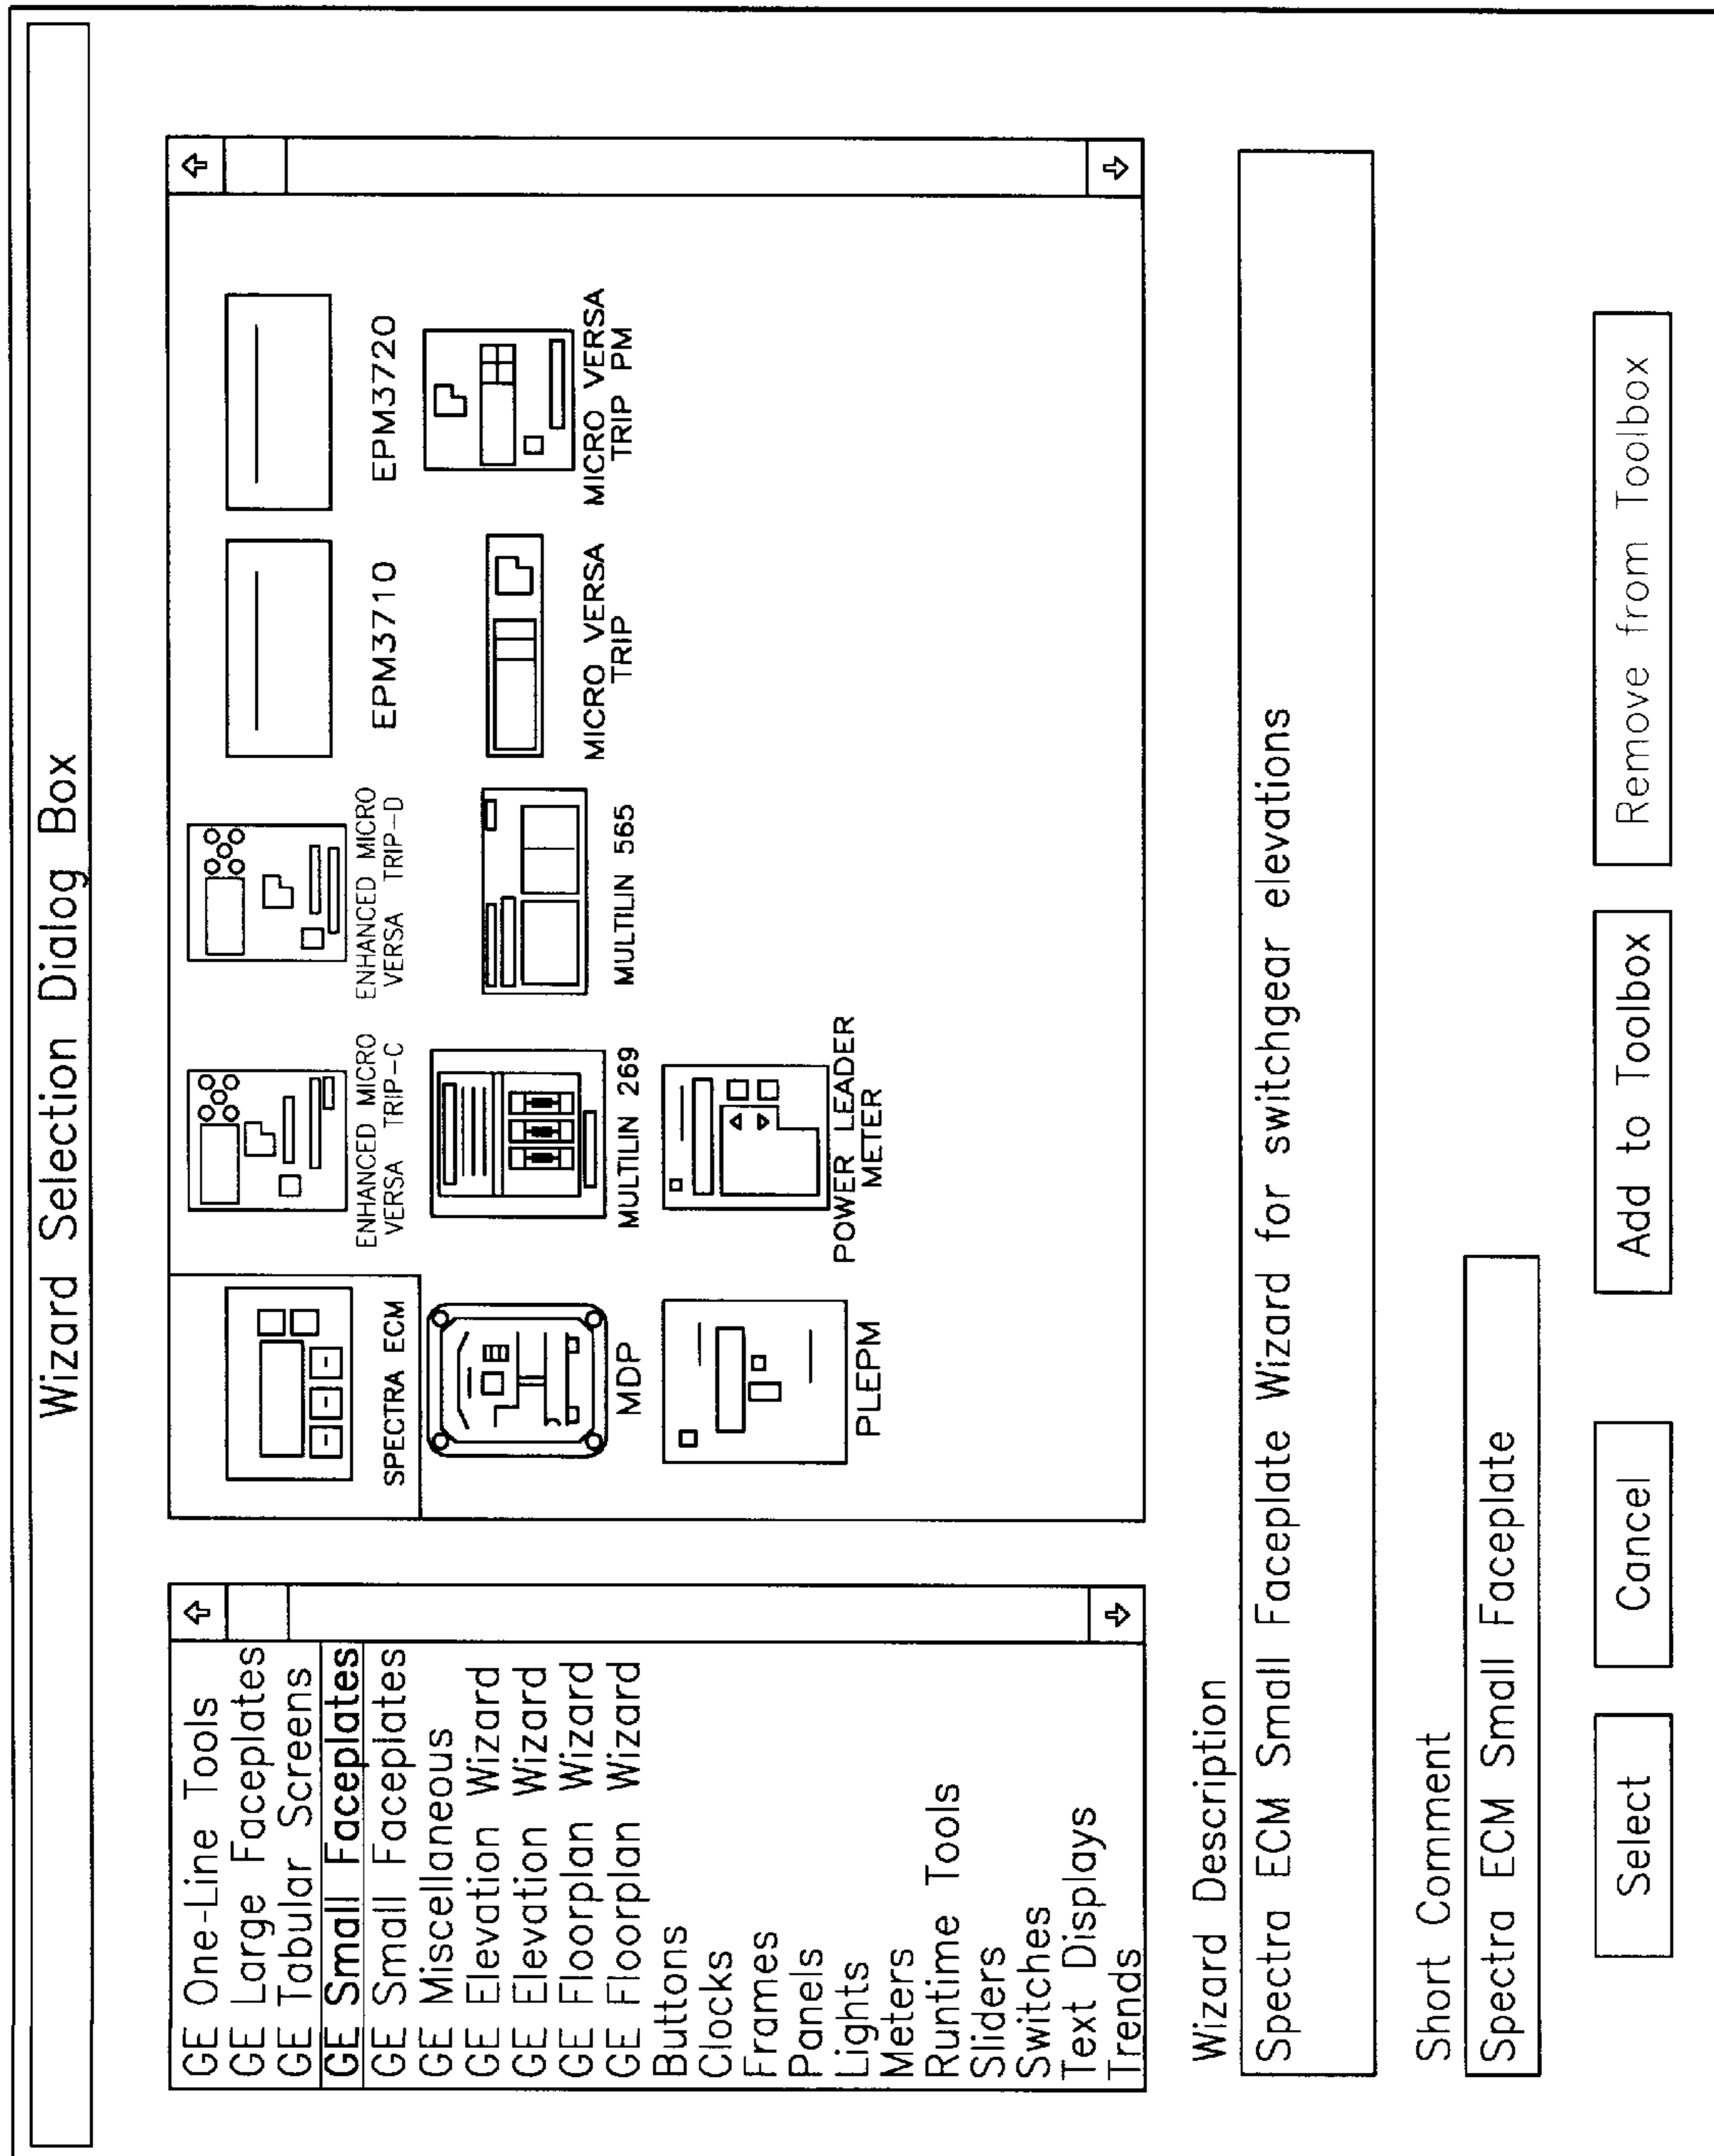 Wizard Selection Dialog Box
GE One-Line Tools
GE Large Faceplates
GE Tabular Screens
GE Small Faceplates
GE Small Faceplates
GE Miscellaneous
GE Elevation Wizard
GE Elevation Wizard
GE Floorplan Wizard
GE Floorplan Wizard
Buttons
Clocks
Frames
Panels
Lights
Meters
Runtime Tools
Sliders
Switches
Text Displays
Trends
SPECTRA ECM
ENHANCED MICRO
VERSA TRIP-C
ENHANCED MICRO
VERSA TRIP-D
EPM3710
EPM3720
MDP
MULTILIN 269
MULTILIN 565
MICRO VERSA
TRIP
MICRO VERSA
TRIP PM
PLEPM
POWER LEADER
METER
Wizard Description
Spectra ECM Small Faceplate Wizard for switchgear elevations
Short Comment
Spectra ECM Small Faceplate
Select
Cancel
Add to Toolbox
Remove from Toolbox